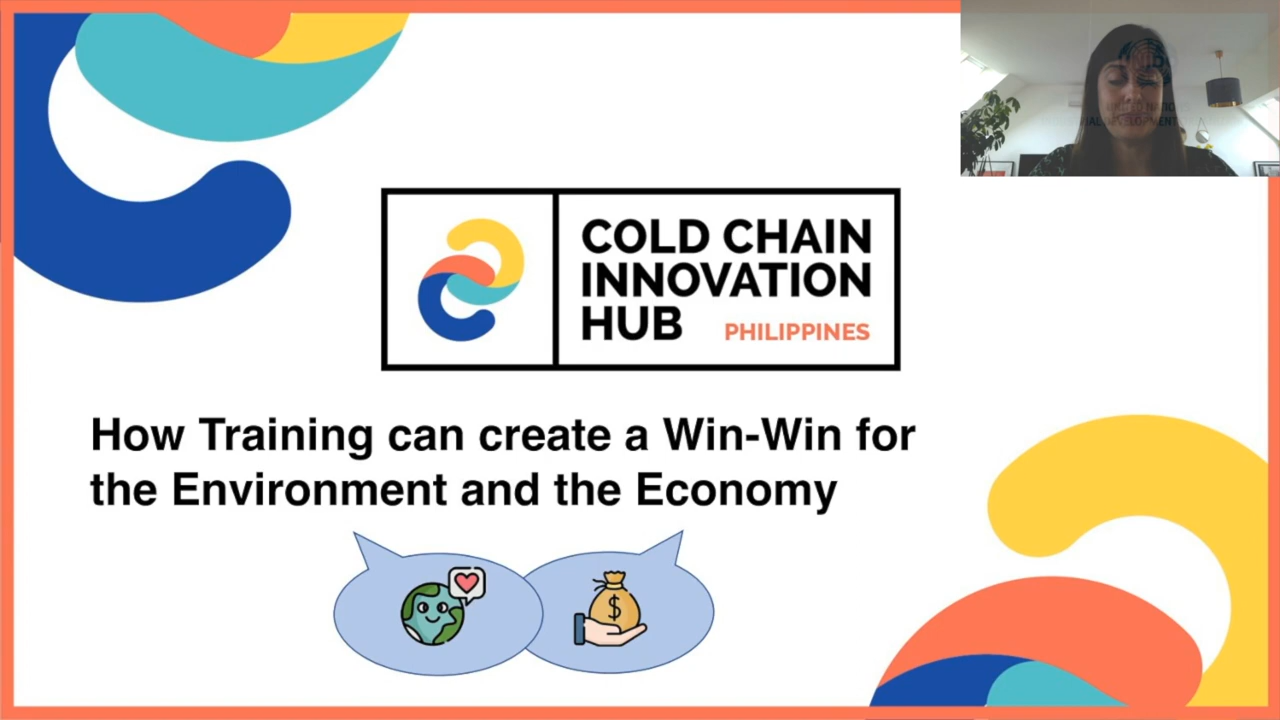 COLD CHAIN
INNOVATION
HUB PHILIPPINES
How Training can create a Win-Win for
the Environment and the Economy
$